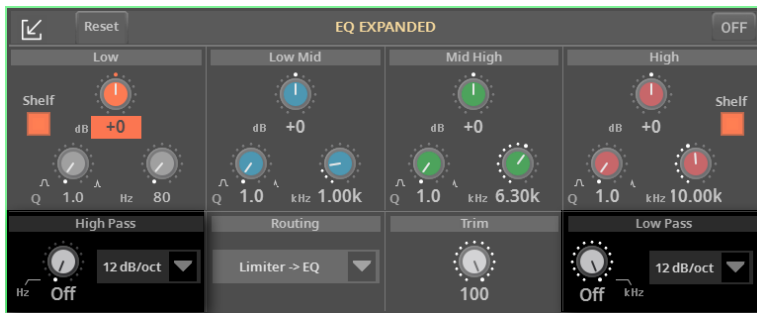 Reset EQ EXPANDED OFF
Low Low Mid Mid High High
Shelf Shelf
dB +0 dB +0 dB +0 dB +0
Q 1.0 Hz 80 Q 1.0 kHz 1.00k Q 1.0 kHz 6.30k Q 1.0 kHz 10.00k
High Pass Routing Trim Low Pass
12 dB/oct Limiter -> EQ 12 dB/oct
Hz Off 100 Off kHz